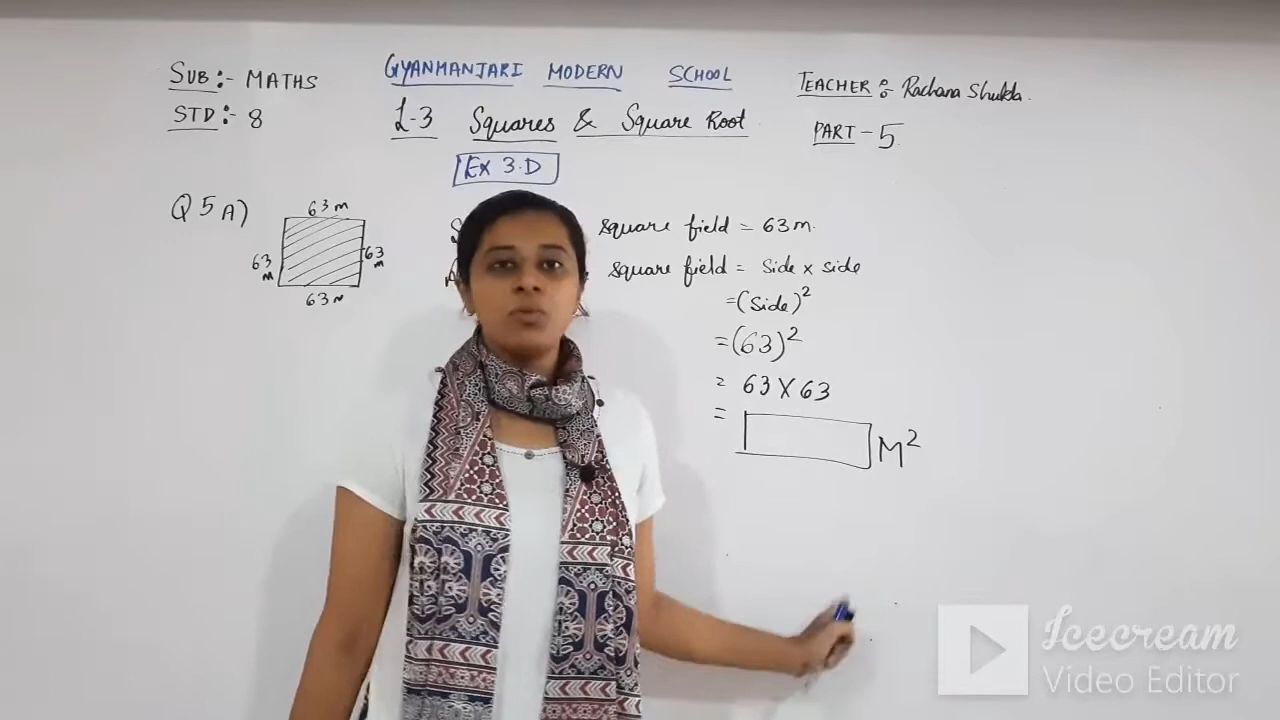 SUB:- MATHS
GYANMANJARI MODERN SCHOOL
TEACHER:- Rachana Shukla.
STD:- 8
L-3 Squares & Square Root
PART-5.
Ex 3.D
Q5A)
63 m
63 m
63 m
63 m
square field = 63m.
square field = side × side
= (side)²
= (63)²
= 63 × 63
= M²
Icecream
Video Editor